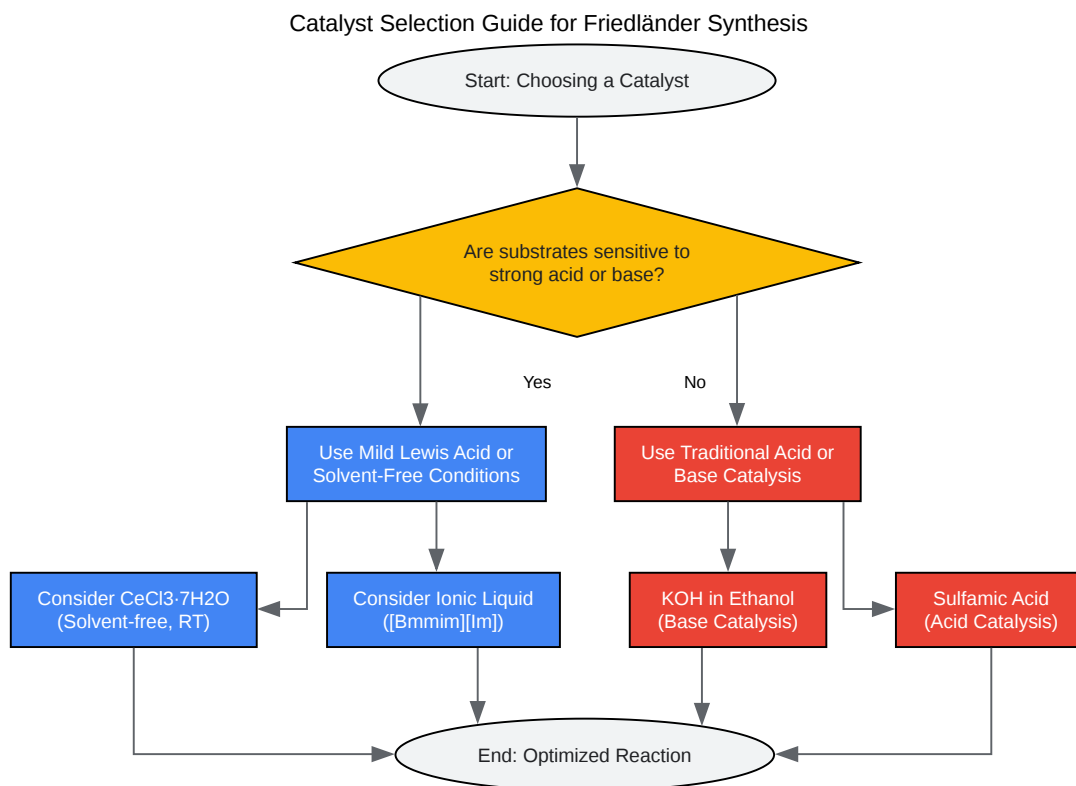 Catalyst Selection Guide for Friedländer Synthesis
Start: Choosing a Catalyst
Are substrates sensitive to
strong acid or base?
Yes
No
Use Mild Lewis Acid or
Solvent-Free Conditions
Use Traditional Acid or
Base Catalysis
Consider CeCl3·7H2O
(Solvent-free, RT)
Consider Ionic Liquid
([Bmmim][Im])
KOH in Ethanol
(Base Catalysis)
Sulfamic Acid
(Acid Catalysis)
End: Optimized Reaction